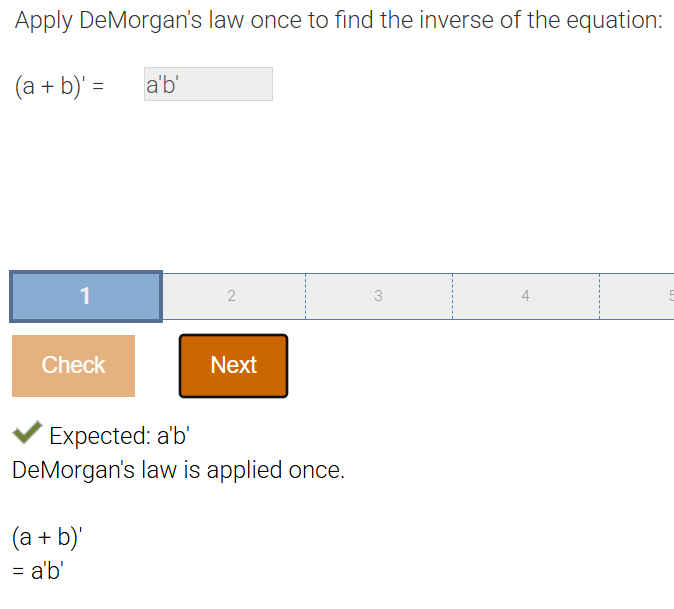 Apply DeMorgan's law once to find the inverse of the equation:
(a + b)' = a'b'
1 2 3 4 5
Check Next
Expected: a'b'
DeMorgan's law is applied once.
(a + b)'
= a'b'